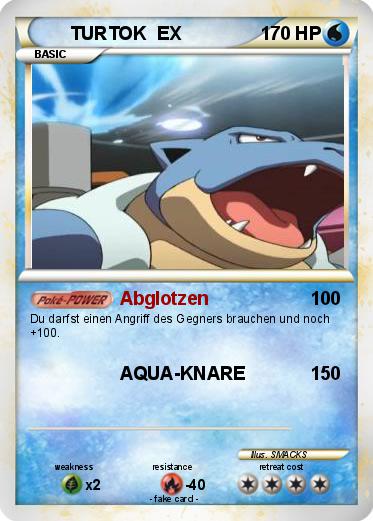 TURTOK EX 170 HP
BASIC
Poké-POWER Abglotzen 100
Du darfst einen Angriff des Gegners brauchen und noch
+100.
AQUA-KNARE 150
Illus. SMACKS
weakness resistance retreat cost
x2 -40
- fake card -